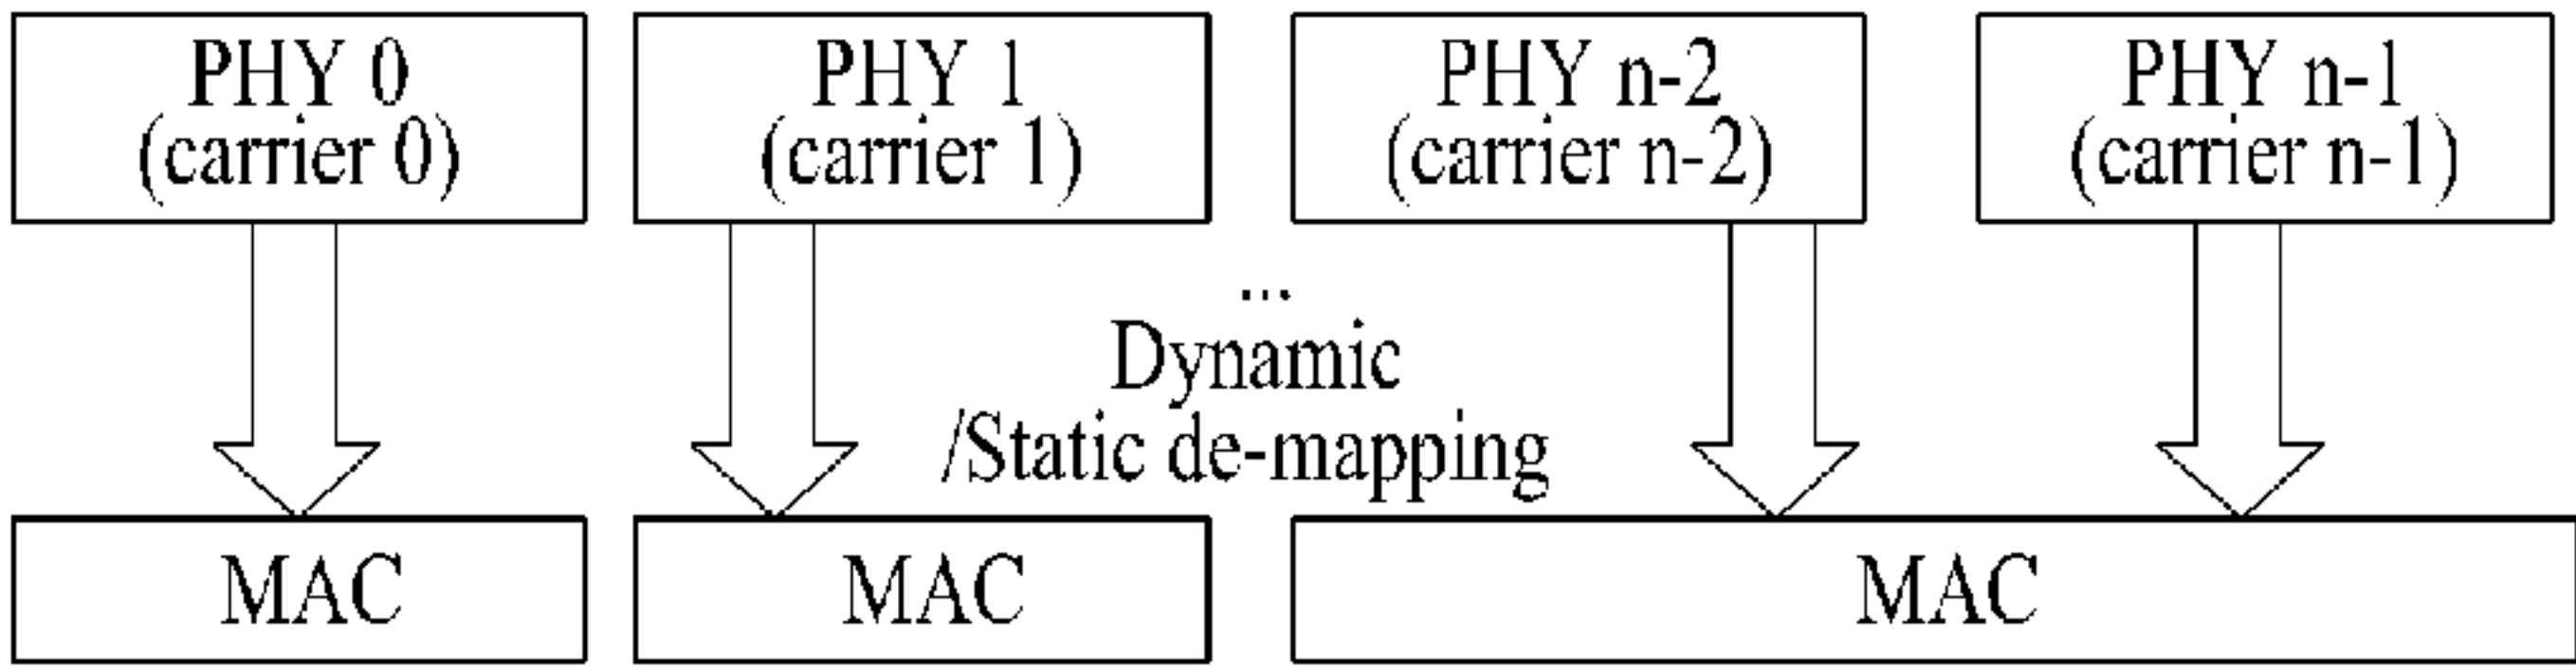 PHY 0
(carrier 0)
PHY 1
(carrier 1)
PHY n-2
(carrier n-2)
PHY n-1
(carrier n-1)
...
Dynamic
/Static de-mapping
MAC
MAC
MAC